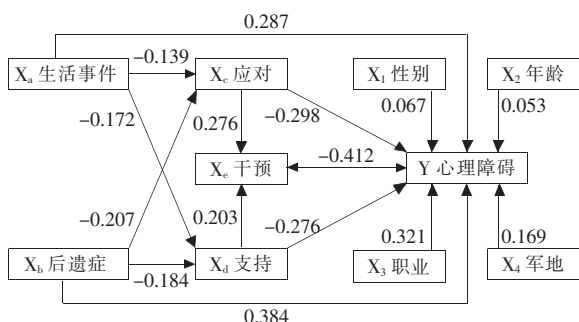 0.287
-0.139
Xa 生活事件
Xc 应对
X1 性别
X2 年龄
-0.172
0.276
-0.298
0.067
0.053
Xe 干预
-0.412
Y 心理障碍
-0.207
0.203
-0.276
0.321
0.169
Xb 后遗症
-0.184
Xd 支持
X3 职业
X4 军地
0.384